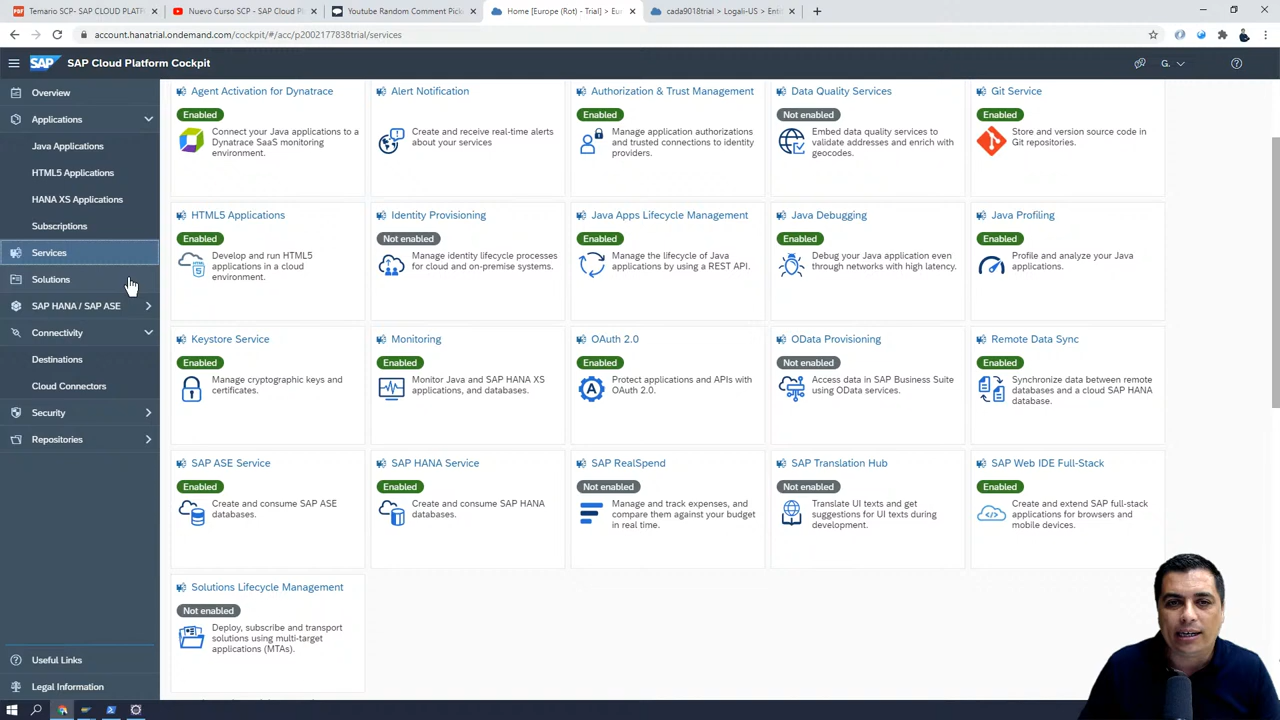 Temario SCP- SAP CLOUD PLATF
Nuevo Curso SCP - SAP Cloud Pl
Youtube Random Comment Picke
Home [Europe (Rot) - Trial] > Eur
cada9018trial > Logali-US > Enti
account.hanatrial.ondemand.com/cockpit/#/acc/p2002177838trial/services
SAP
SAP Cloud Platform Cockpit
G.
Overview
Applications
Java Applications
HTML5 Applications
HANA XS Applications
Subscriptions
Services
Solutions
SAP HANA / SAP ASE
Connectivity
Destinations
Cloud Connectors
Security
Repositories
Useful Links
Legal Information
Agent Activation for Dynatrace
Enabled
Connect your Java applications to a
Dynatrace SaaS monitoring
environment.
Alert Notification
Create and receive real-time alerts
about your services
Authorization & Trust Management
Enabled
Manage application authorizations
and trusted connections to identity
providers.
Data Quality Services
Not enabled
Embed data quality services to
validate addresses and enrich with
geocodes.
Git Service
Enabled
Store and version source code in
Git repositories.
HTML5 Applications
Enabled
Develop and run HTML5
applications in a cloud
environment.
Identity Provisioning
Not enabled
Manage identity lifecycle processes
for cloud and on-premise systems.
Java Apps Lifecycle Management
Enabled
Manage the lifecycle of Java
applications by using a REST API.
Java Debugging
Enabled
Debug your Java application even
through networks with high latency.
Java Profiling
Enabled
Profile and analyze your Java
applications.
Keystore Service
Enabled
Manage cryptographic keys and
certificates.
Monitoring
Enabled
Monitor Java and SAP HANA XS
applications, and databases.
OAuth 2.0
Enabled
Protect applications and APIs with
OAuth 2.0.
OData Provisioning
Not enabled
Access data in SAP Business Suite
using OData services.
Remote Data Sync
Enabled
Synchronize data between remote
databases and a cloud SAP HANA
database.
SAP ASE Service
Enabled
Create and consume SAP ASE
databases.
SAP HANA Service
Enabled
Create and consume SAP HANA
databases.
SAP RealSpend
Not enabled
Manage and track expenses, and
compare them against your budget
in real time.
SAP Translation Hub
Not enabled
Translate UI texts and get
suggestions for UI texts during
development.
SAP Web IDE Full-Stack
Enabled
Create and extend SAP full-stack
applications for browsers and
mobile devices.
Solutions Lifecycle Management
Not enabled
Deploy, subscribe and transport
solutions using multi-target
applications (MTAs).